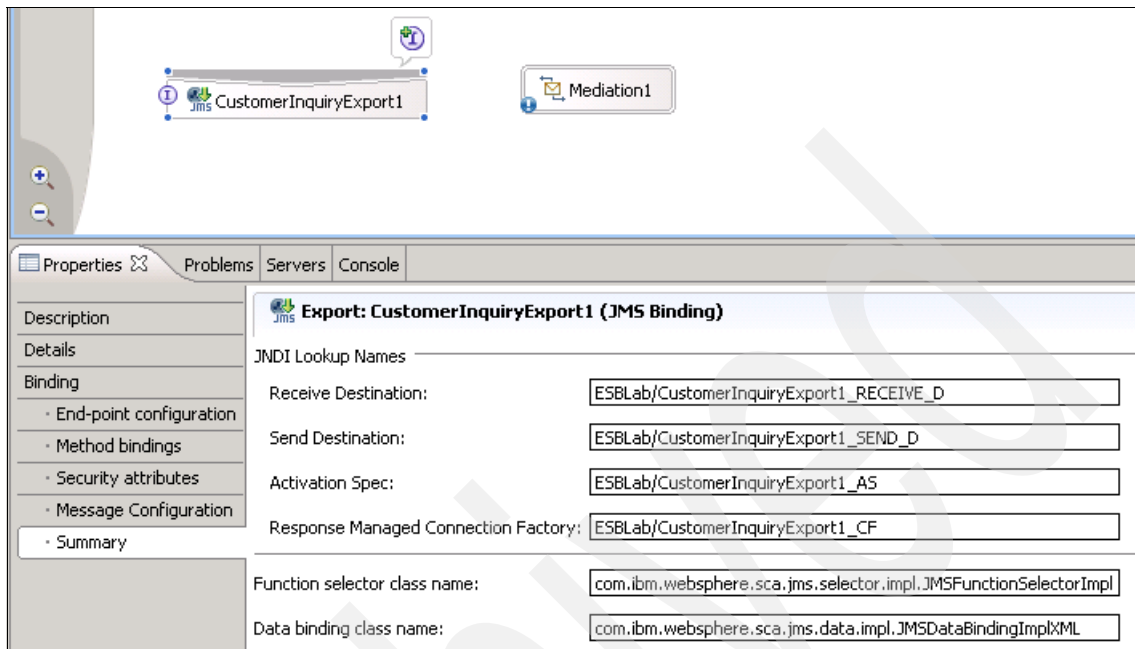 CustomerInquiryExport1
Mediation1
Properties Problems Servers Console
Export: CustomerInquiryExport1 (JMS Binding)
Description
Details
Binding
End-point configuration
Method bindings
Security attributes
Message Configuration
Summary
JNDI Lookup Names
Receive Destination: ESBLab/CustomerInquiryExport1_RECEIVE_D
Send Destination: ESBLab/CustomerInquiryExport1_SEND_D
Activation Spec: ESBLab/CustomerInquiryExport1_AS
Response Managed Connection Factory: ESBLab/CustomerInquiryExport1_CF
Function selector class name: com.ibm.websphere.sca.jms.selector.impl.JMSFunctionSelectorImpl
Data binding class name: com.ibm.websphere.sca.jms.data.impl.JMSDataBindingImplXML